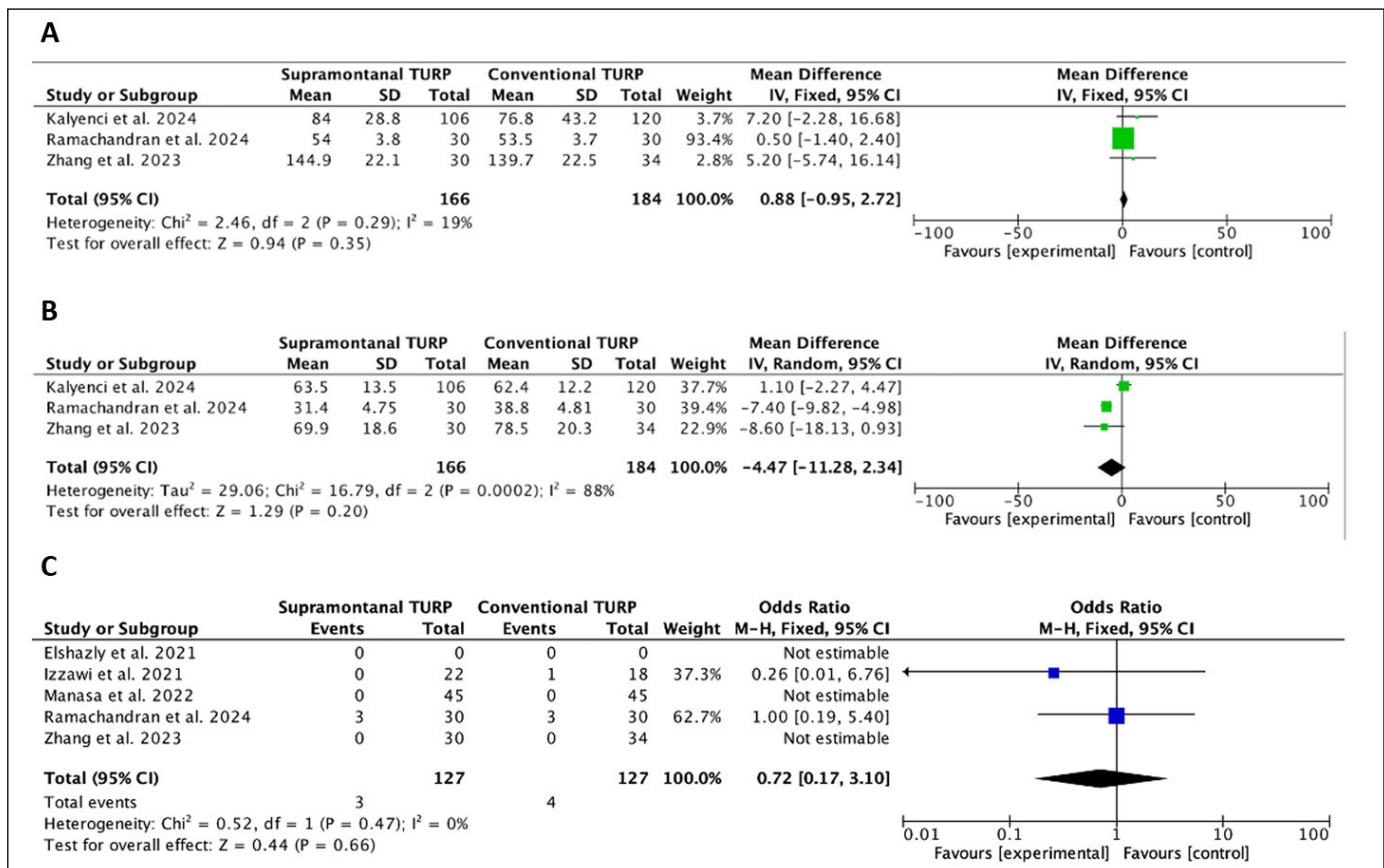 A
Supramontanal TURP Conventional TURP Mean Difference Mean Difference
Study or Subgroup Mean SD Total Mean SD Total Weight IV, Fixed, 95% CI IV, Fixed, 95% CI
Kalyenci et al. 2024 84 28.8 106 76.8 43.2 120 3.7% 7.20 [-2.28, 16.68]
Ramachandran et al. 2024 54 3.8 30 53.5 3.7 30 93.4% 0.50 [-1.40, 2.40]
Zhang et al. 2023 144.9 22.1 30 139.7 22.5 34 2.8% 5.20 [-5.74, 16.14]
Total (95% CI) 166 184 100.0% 0.88 [-0.95, 2.72]
Heterogeneity: Chi² = 2.46, df = 2 (P = 0.29); I² = 19%
Test for overall effect: Z = 0.94 (P = 0.35)
-100 -50 0 50 100
Favours [experimental] Favours [control]
B
Supramontanal TURP Conventional TURP Mean Difference Mean Difference
Study or Subgroup Mean SD Total Mean SD Total Weight IV, Random, 95% CI IV, Random, 95% CI
Kalyenci et al. 2024 63.5 13.5 106 62.4 12.2 120 37.7% 1.10 [-2.27, 4.47]
Ramachandran et al. 2024 31.4 4.75 30 38.8 4.81 30 39.4% -7.40 [-9.82, -4.98]
Zhang et al. 2023 69.9 18.6 30 78.5 20.3 34 22.9% -8.60 [-18.13, 0.93]
Total (95% CI) 166 184 100.0% -4.47 [-11.28, 2.34]
Heterogeneity: Tau² = 29.06; Chi² = 16.79, df = 2 (P = 0.0002); I² = 88%
Test for overall effect: Z = 1.29 (P = 0.20)
-100 -50 0 50 100
Favours [experimental] Favours [control]
C
Supramontanal TURP Conventional TURP Odds Ratio Odds Ratio
Study or Subgroup Events Total Events Total Weight M-H, Fixed, 95% CI M-H, Fixed, 95% CI
Elshazly et al. 2021 0 0 0 0 Not estimable
Izzawi et al. 2021 0 22 1 18 37.3% 0.26 [0.01, 6.76]
Manasa et al. 2022 0 45 0 45 Not estimable
Ramachandran et al. 2024 3 30 3 30 62.7% 1.00 [0.19, 5.40]
Zhang et al. 2023 0 30 0 34 Not estimable
Total (95% CI) 127 127 100.0% 0.72 [0.17, 3.10]
Total events 3 4
Heterogeneity: Chi² = 0.52, df = 1 (P = 0.47); I² = 0%
Test for overall effect: Z = 0.44 (P = 0.66)
0.01 0.1 1 10 100
Favours [experimental] Favours [control]